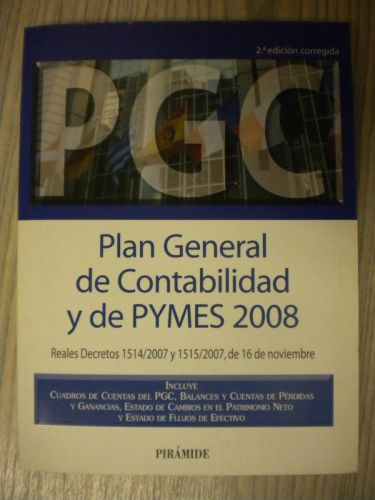 2.ª edición corregida
PGC
Plan General
de Contabilidad
y de PYMES 2008
Reales Decretos 1514/2007 y 1515/2007, de 16 de noviembre
INCLUYE
CUADROS DE CUENTAS DEL PGC, BALANCES Y CUENTAS DE PÉRDIDAS
Y GANANCIAS, ESTADO DE CAMBIOS EN EL PATRIMONIO NETO
Y ESTADO DE FLUJOS DE EFECTIVO
PIRÁMIDE